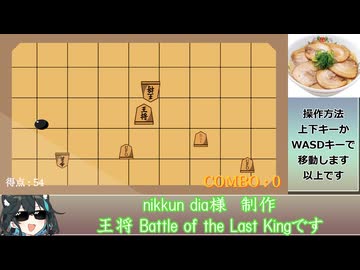 王将
得点:54
COMBO:0
操作方法
上下キーか
WASDキーで
移動します
以上です
nikkun dia様 制作
王将 Battle of the Last Kingです